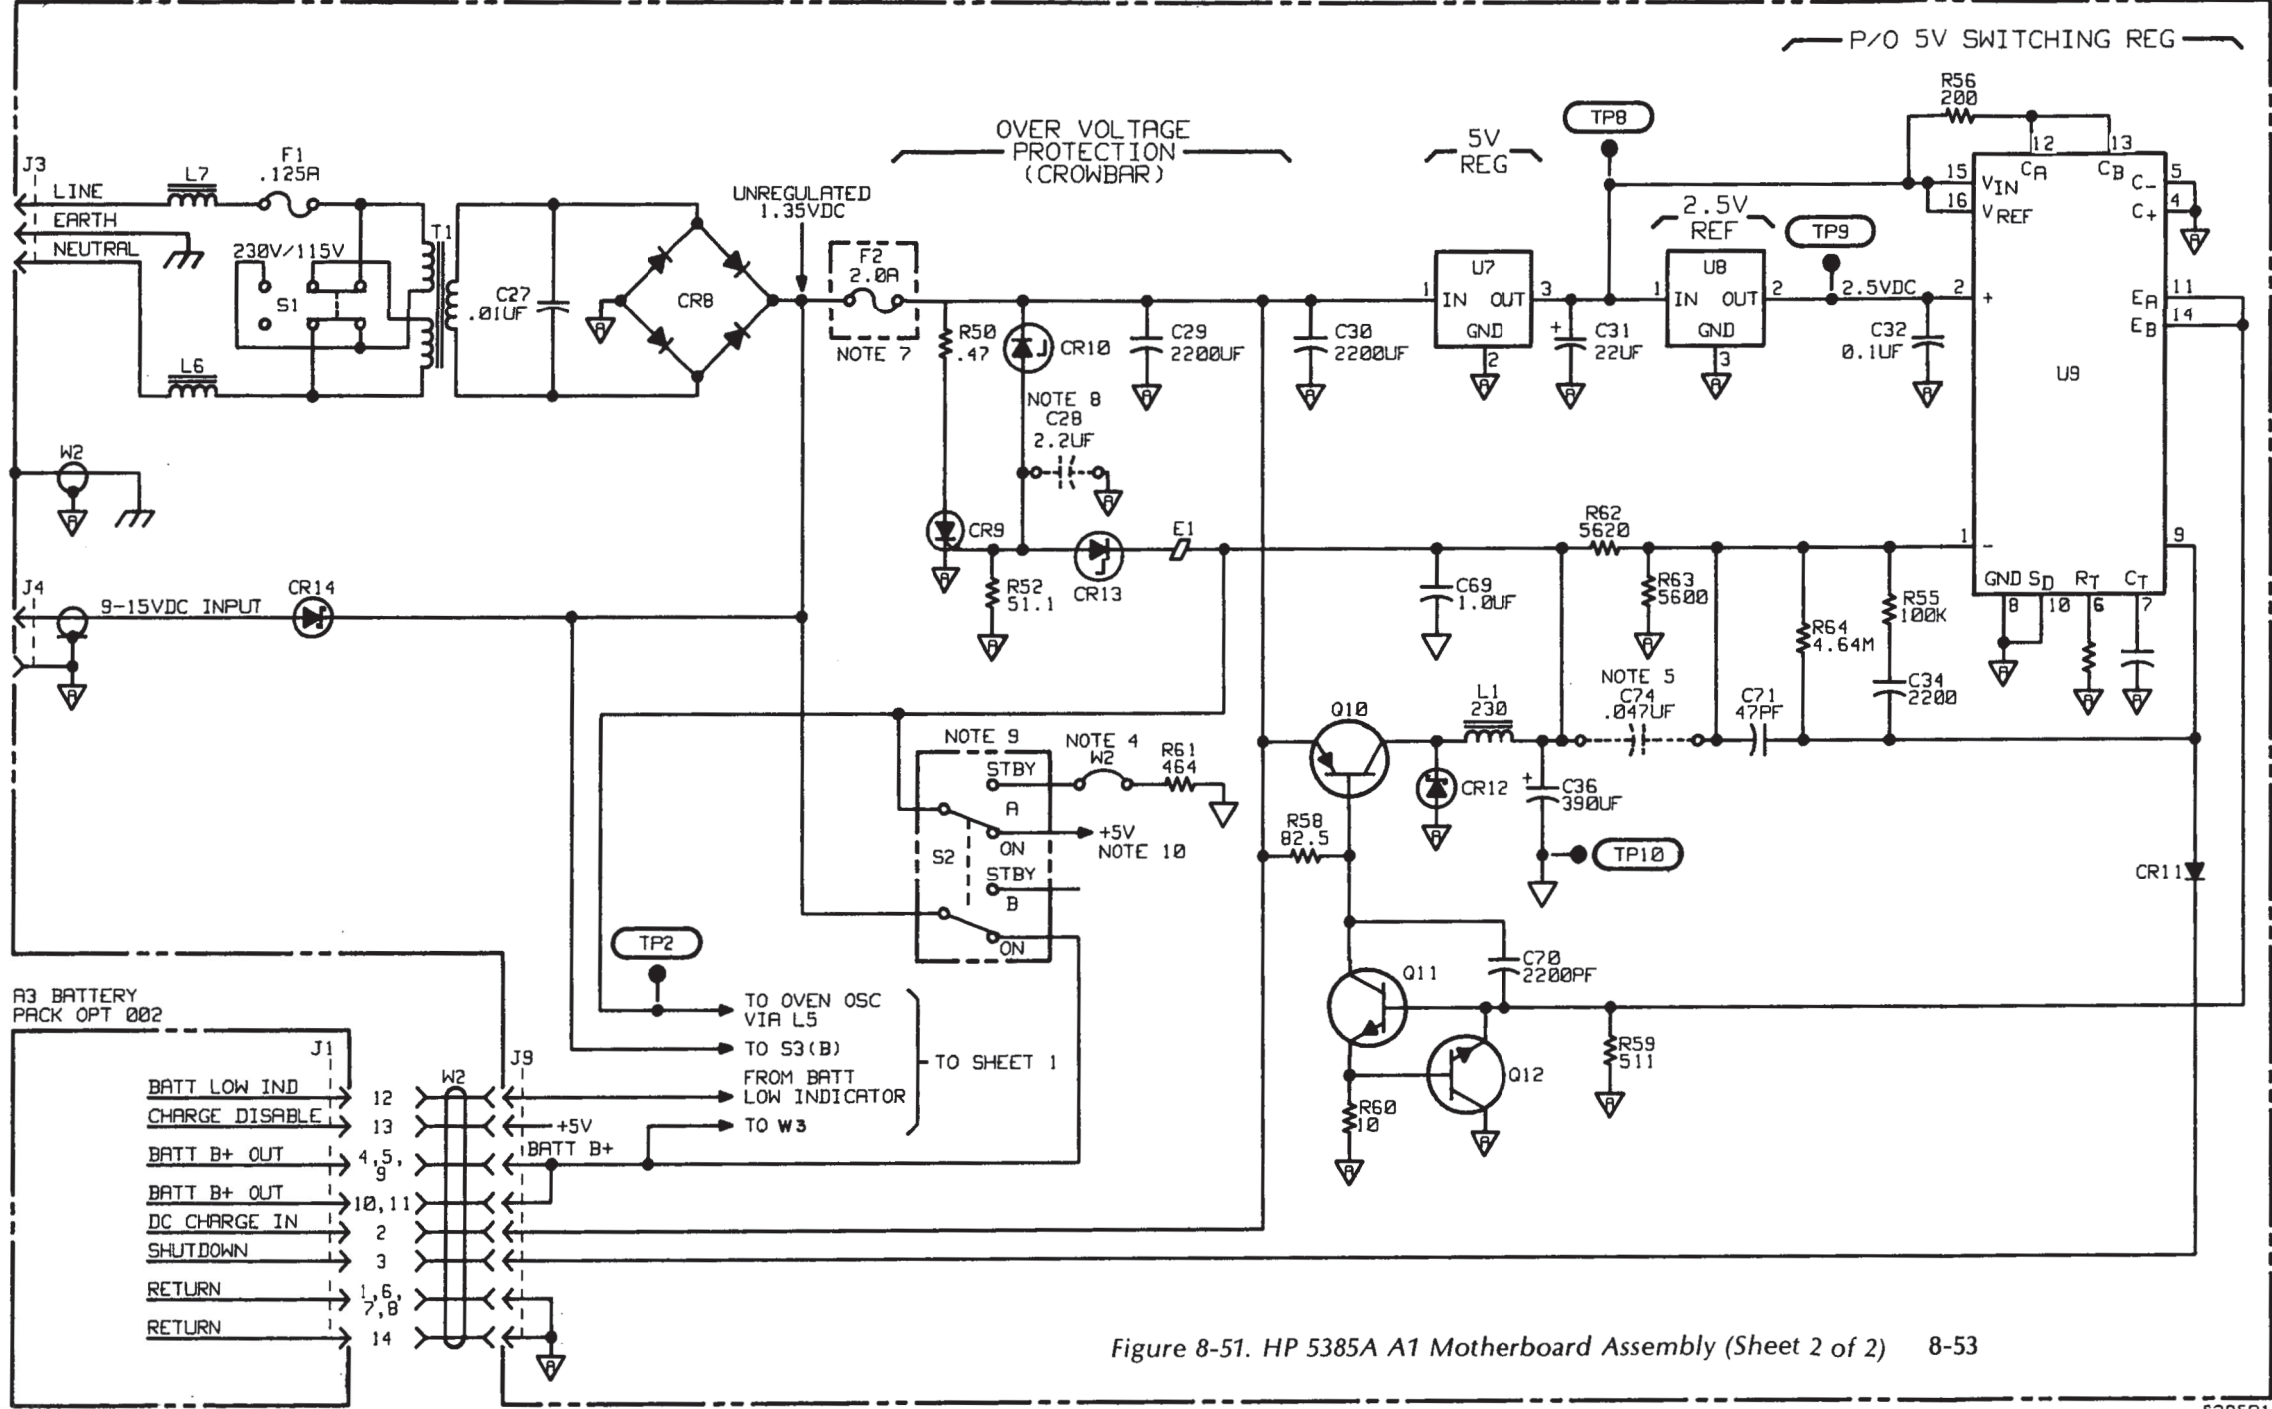 P/O 5V SWITCHING REG
R56
200
TP8
OVER VOLTAGE
PROTECTION
(CROWBAR)
5V
REG
12
13
J3
L7
F1
.125A
LINE
EARTH
NEUTRAL
230V/115V
S1
L6
T1
C27
.01UF
CR8
UNREGULATED
1.35VDC
F2
2.0A
NOTE 7
R50
.47
CR10
C29
2200UF
C30
2200UF
1
U7
IN OUT
GND
2
3
C31
22UF
+
2.5V
REF
TP9
1
U8
IN OUT
GND
3
2
2.5VDC
C32
0.1UF
15
16
2
VIN
VREF
+
CA
CB
C-
C+
5
4
EA
EB
11
14
U9
1
-
9
GND SD RT CT
8
10
6
7
NOTE 8
C28
2.2UF
W2
A
CR9
R52
51.1
CR13
E1
C69
1.0UF
R62
5620
R63
5600
R64
4.64M
R55
100K
C34
2200
J4
9-15VDC INPUT
CR14
NOTE 5
C74
.047UF
C71
47PF
Q10
L1
230
CR12
+
C36
390UF
TP10
R58
82.5
CR11
NOTE 9
STBY
A
ON
S2
STBY
B
ON
NOTE 4
W2
R61
464
+5V
NOTE 10
Q11
C70
2200PF
Q12
R59
511
R60
10
TP2
TO OVEN OSC
VIA L5
TO S3(B)
FROM BATT
LOW INDICATOR
TO W3
TO SHEET 1
A3 BATTERY
PACK OPT 002
J1
W2
J9
BATT LOW IND 12
CHARGE DISABLE 13 +5V
BATT B+ OUT 4,5,
9
BATT B+
BATT B+ OUT 10,11
DC CHARGE IN 2
SHUTDOWN 3
RETURN 1,6,
7,8
RETURN 14
Figure 8-51. HP 5385A A1 Motherboard Assembly (Sheet 2 of 2) 8-53